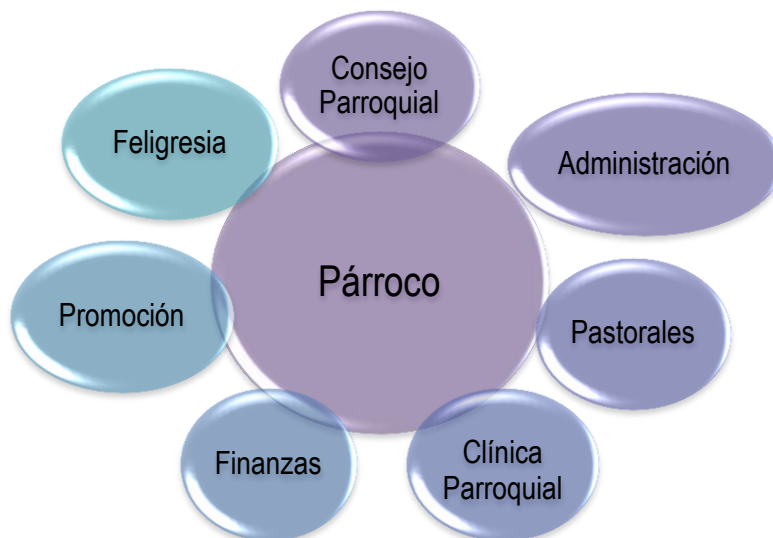 Consejo
Parroquial
Feligresia
Administración
Párroco
Promoción
Pastorales
Finanzas
Clínica
Parroquial